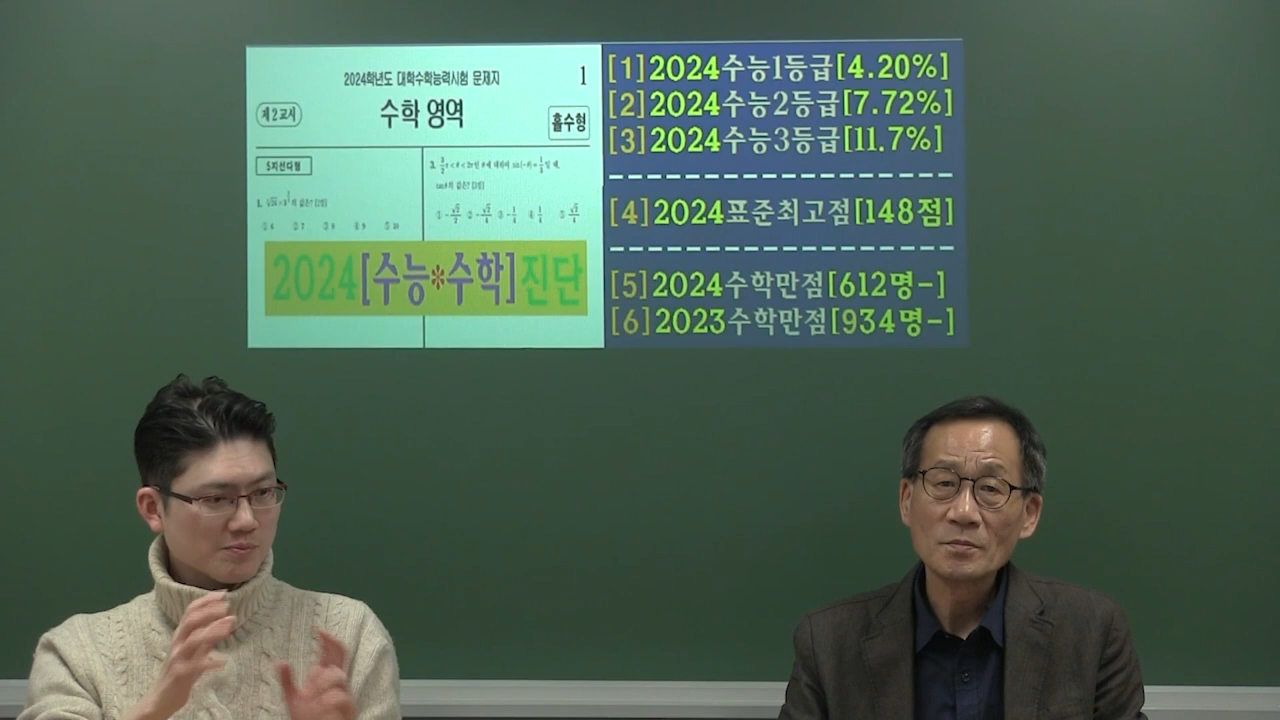 2024학년도 대학수학능력시험 문제지
1
제2교시
수학 영역
홀수형
5지선다형
2024[수능*수학]진단
[1]2024수능1등급[4.20%]
[2]2024수능2등급[7.72%]
[3]2024수능3등급[11.7%]
[4]2024표준최고점[148점]
[5]2024수학만점[612명-]
[6]2023수학만점[934명-]